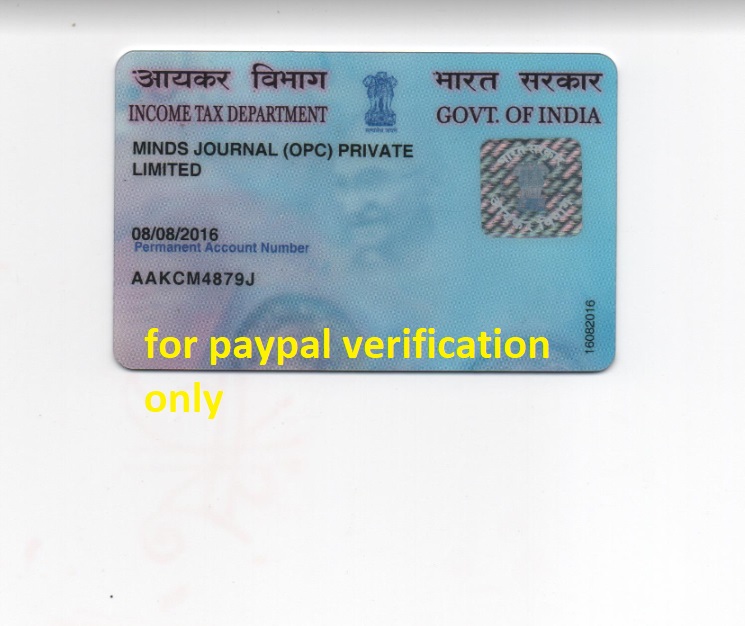 आयकर विभाग
भारत सरकार
INCOME TAX DEPARTMENT
GOVT. OF INDIA
MINDS JOURNAL (OPC) PRIVATE
LIMITED
08/08/2016
Permanent Account Number
AAKCM4879J
16082016
for paypal verification
only